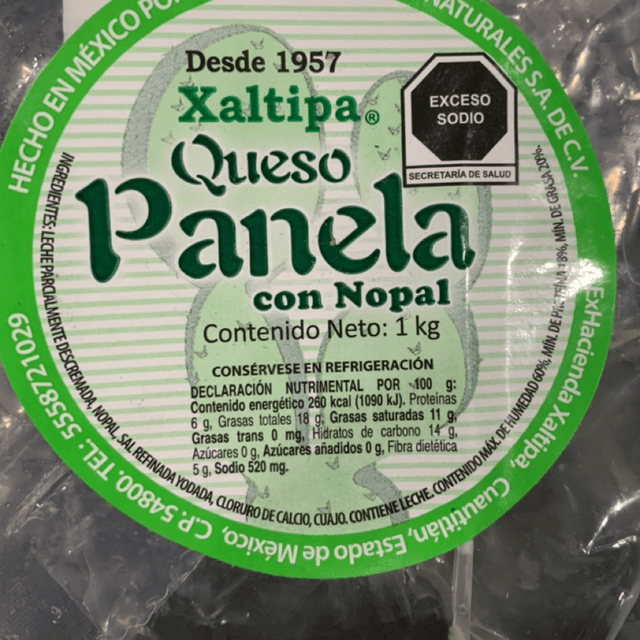 HECHO EN MÉXICO
NATURALES S.A. DE C.V.
Desde 1957
Xaltipa®
Queso
Panela
con Nopal
Contenido Neto: 1 kg
EXCESO
SODIO
SECRETARÍA DE SALUD
CONSÉRVESE EN REFRIGERACIÓN
DECLARACIÓN NUTRIMENTAL POR 100 g:
Contenido energético 260 kcal (1090 kJ). Proteínas
6 g, Grasas totales 18 g, Grasas saturadas 11 g,
Grasas trans 0 mg, Hidratos de carbono 14 g,
Azúcares 0 g, Azúcares añadidos 0 g, Fibra dietética
5 g, Sodio 520 mg.
INGREDIENTES: LECHE PARCIALMENTE DESCREMADA, NOPAL, SAL REFINADA YODADA, CLORURO DE CALCIO, CUAJO. CONTIENE LECHE. CONTENIDO MÁX. DE HUMEDAD 60%, MÍN. DE PROTEÍNA 18%, MÍN. DE GRASA 20%.
ExHacienda Xaltipa, Cuautitlán, Estado de México, C.P. 54800. TEL: 5558721029